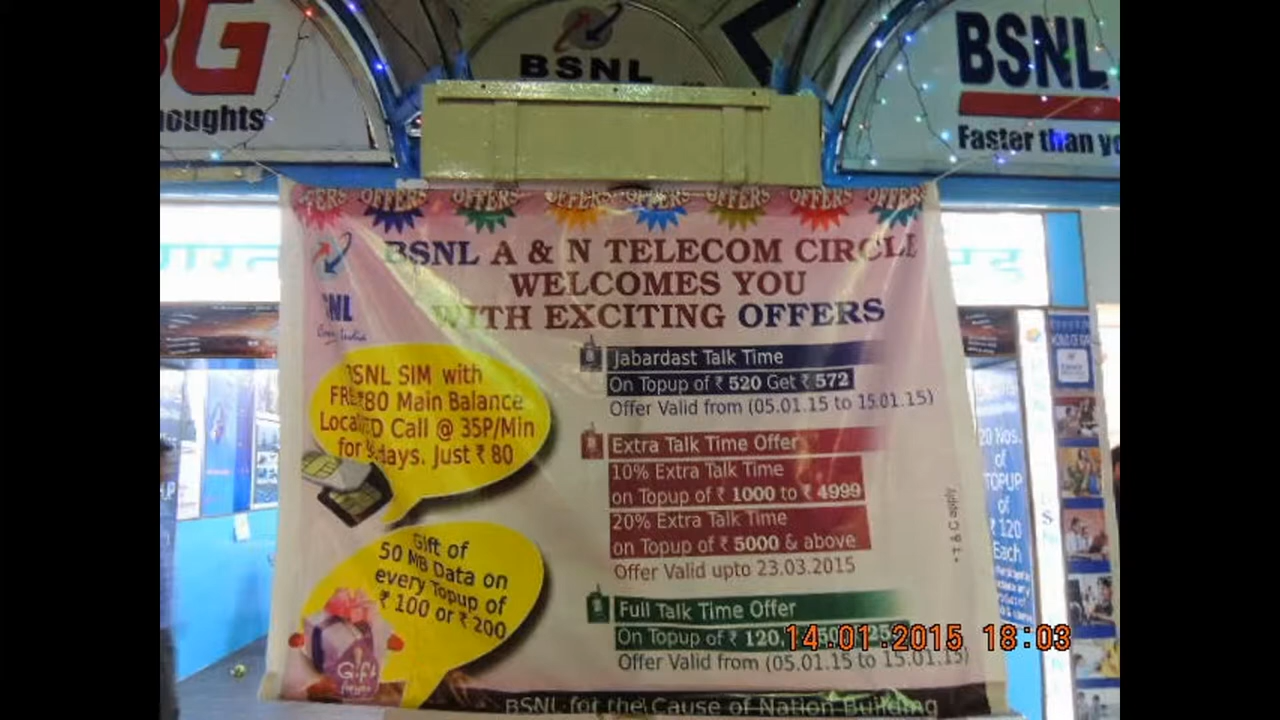 3G
BSNL
BSNL
houghts
Faster than yo
OFFERS OFFERS OFFERS OFFERS OFFERS OFFERS OFFERS OFFERS
BSNL A & N TELECOM CIRCLE
WELCOMES YOU
WITH EXCITING OFFERS
BSNL SIM with
FREE ₹80 Main Balance
Call @ 35P/Min
days. Just ₹ 80
Gift of
50 MB Data on
every Topup of
₹ 100 or ₹ 200
Gift
Jabardast Talk Time
On Topup of ₹ 520 Get ₹ 572
Offer Valid from (05.01.15 to 15.01.15)
Extra Talk Time Offer
10% Extra Talk Time
on Topup of ₹ 1000 to ₹ 4999
20% Extra Talk Time
on Topup of ₹ 5000 & above
Offer Valid upto 23.03.2015
Full Talk Time Offer
On Topup of ₹ 120,
Offer Valid from (05.01.15 to 15.01.15)
* T & C apply
20 Nos.
of
TOPUP
of
₹ 120
Each
14.01.2015 18:03
BSNL for the Cause of Nation Building